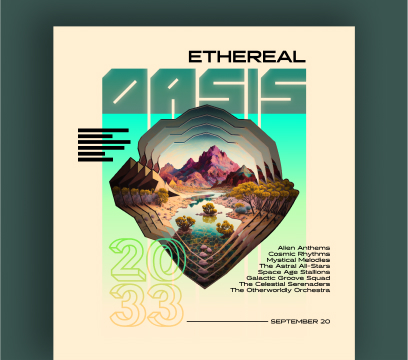 ETHEREAL
OASIS
20
33
Alien Anthems
Cosmic Rhythms
Mystical Melodies
The Astral All-Stars
Space Age Stallions
Galactic Groove Squad
The Celestial Serenaders
The Otherworldly Orchestra
SEPTEMBER 20